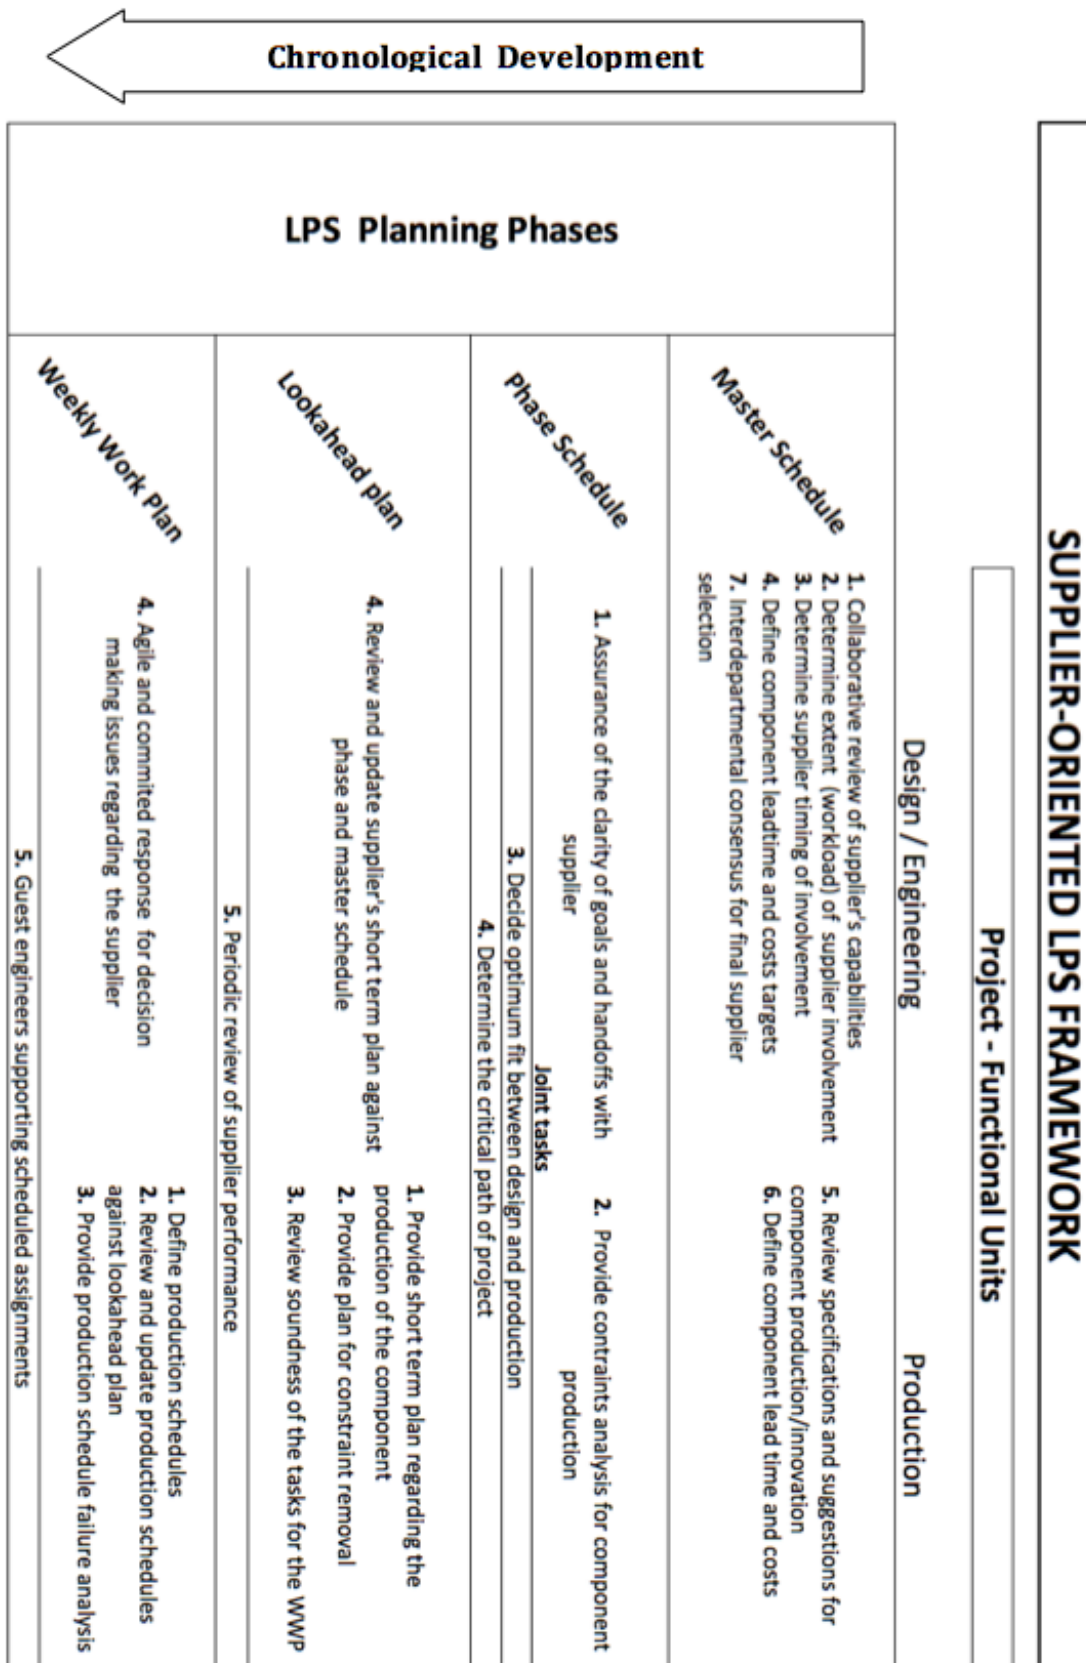 SUPPLIER-ORIENTED LPS FRAMEWORK
Project - Functional Units
Design / Engineering
Production
Chronological Development
LPS Planning Phases
Master Schedule
1. Collaborative review of supplier's capabilities
2. Determine extent (workload) of supplier involvement
3. Determine supplier timing of involvement
4. Define component leadtime and costs targets
7. Interdepartmental consensus for final supplier
selection
5. Review specifications and suggestions for
component production/innovation
6. Define component lead time and costs
Phase Schedule
1. Assurance of the clarity of goals and handoffs with
supplier
2. Provide contraints analysis for component
production
Joint tasks
3. Decide optimum fit between design and production
4. Determine the critical path of project
Lookahead plan
4. Review and update supplier's short term plan against
phase and master schedule
1. Provide short term plan regarding the
production of the component
2. Provide plan for constraint removal
3. Review soundness of the tasks for the WWP
5. Periodic review of supplier performance
Weekly Work Plan
4. Agile and commited response for decision
making issues regarding the supplier
1. Define production schedules
2. Review and update production schedules
against lookahead plan
3. Provide production schedule failure analysis
5. Guest engineers supporting scheduled assignments